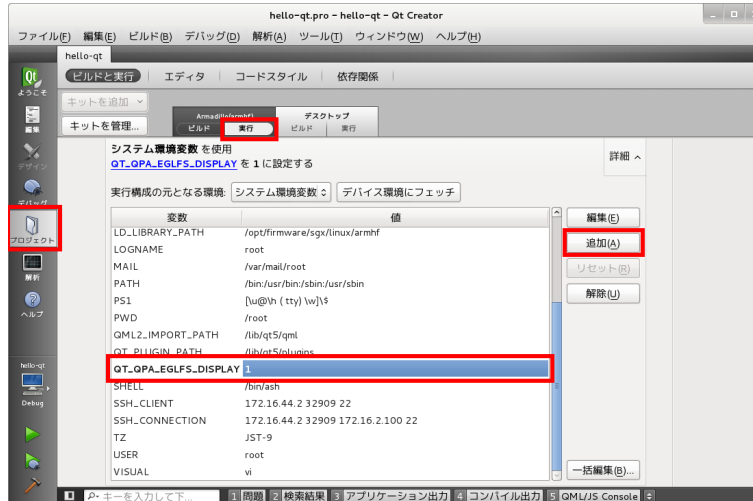 hello-qt.pro - hello-qt - Qt Creator
ファイル(F) 編集(E) ビルド(B) デバッグ(D) 解析(A) ツール(T) ウィンドウ(W) ヘルプ(H)
hello-qt
Qt
ようこそ
ビルドと実行 エディタ コードスタイル 依存関係
編集
キットを追加
キットを管理...
Armadillo(armhf)
ビルド 実行
デスクトップ
ビルド 実行
デザイン
デバッグ
プロジェクト
解析
ヘルプ
システム環境変数 を使用
QT_QPA_EGLFS_DISPLAY を 1 に設定する
詳細
実行構成の元となる環境: システム環境変数 デバイス環境にフェッチ
変数 値
LD_LIBRARY_PATH /opt/firmware/sgx/linux/armhf
LOGNAME root
MAIL /var/mail/root
PATH /bin:/usr/bin:/sbin:/usr/sbin
PS1 [\u@\h ( tty) \w]\$
PWD /root
QML2_IMPORT_PATH /lib/qt5/qml
QT_PLUGIN_PATH /lib/qt5/plugins
QT_QPA_EGLFS_DISPLAY 1
SHELL /bin/ash
SSH_CLIENT 172.16.44.2 32909 22
SSH_CONNECTION 172.16.44.2 32909 172.16.2.100 22
TZ JST-9
USER root
VISUAL vi
編集(E)
追加(A)
リセット(R)
解除(U)
一括編集(B)...
hello-qt
Debug
キーを入力して下... 1 問題 2 検索結果 3 アプリケーション出力 4 コンパイル出力 5 QML/JS Console